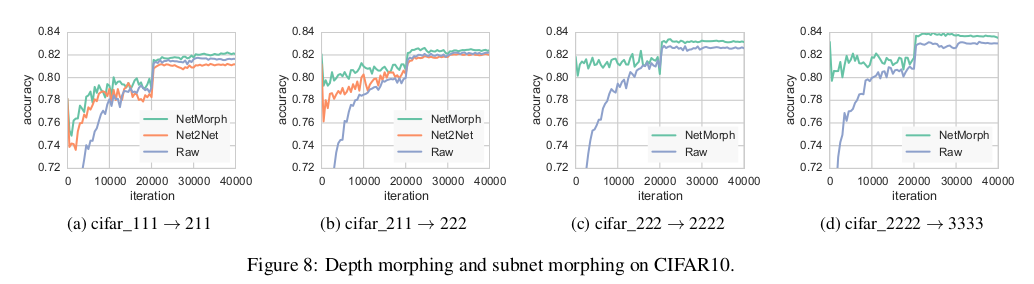 0.84
0.82
0.80
0.78
0.76
0.74
0.72
accuracy
NetMorph
Net2Net
Raw
0 10000 20000 30000 40000
iteration
(a) cifar_111 → 211
0.84
0.82
0.80
0.78
0.76
0.74
0.72
accuracy
NetMorph
Net2Net
Raw
0 10000 20000 30000 40000
iteration
(b) cifar_211 → 222
0.84
0.82
0.80
0.78
0.76
0.74
0.72
accuracy
NetMorph
Raw
0 10000 20000 30000 40000
iteration
(c) cifar_222 → 2222
0.84
0.82
0.80
0.78
0.76
0.74
0.72
accuracy
NetMorph
Raw
0 10000 20000 30000 40000
iteration
(d) cifar_2222 → 3333
Figure 8: Depth morphing and subnet morphing on CIFAR10.